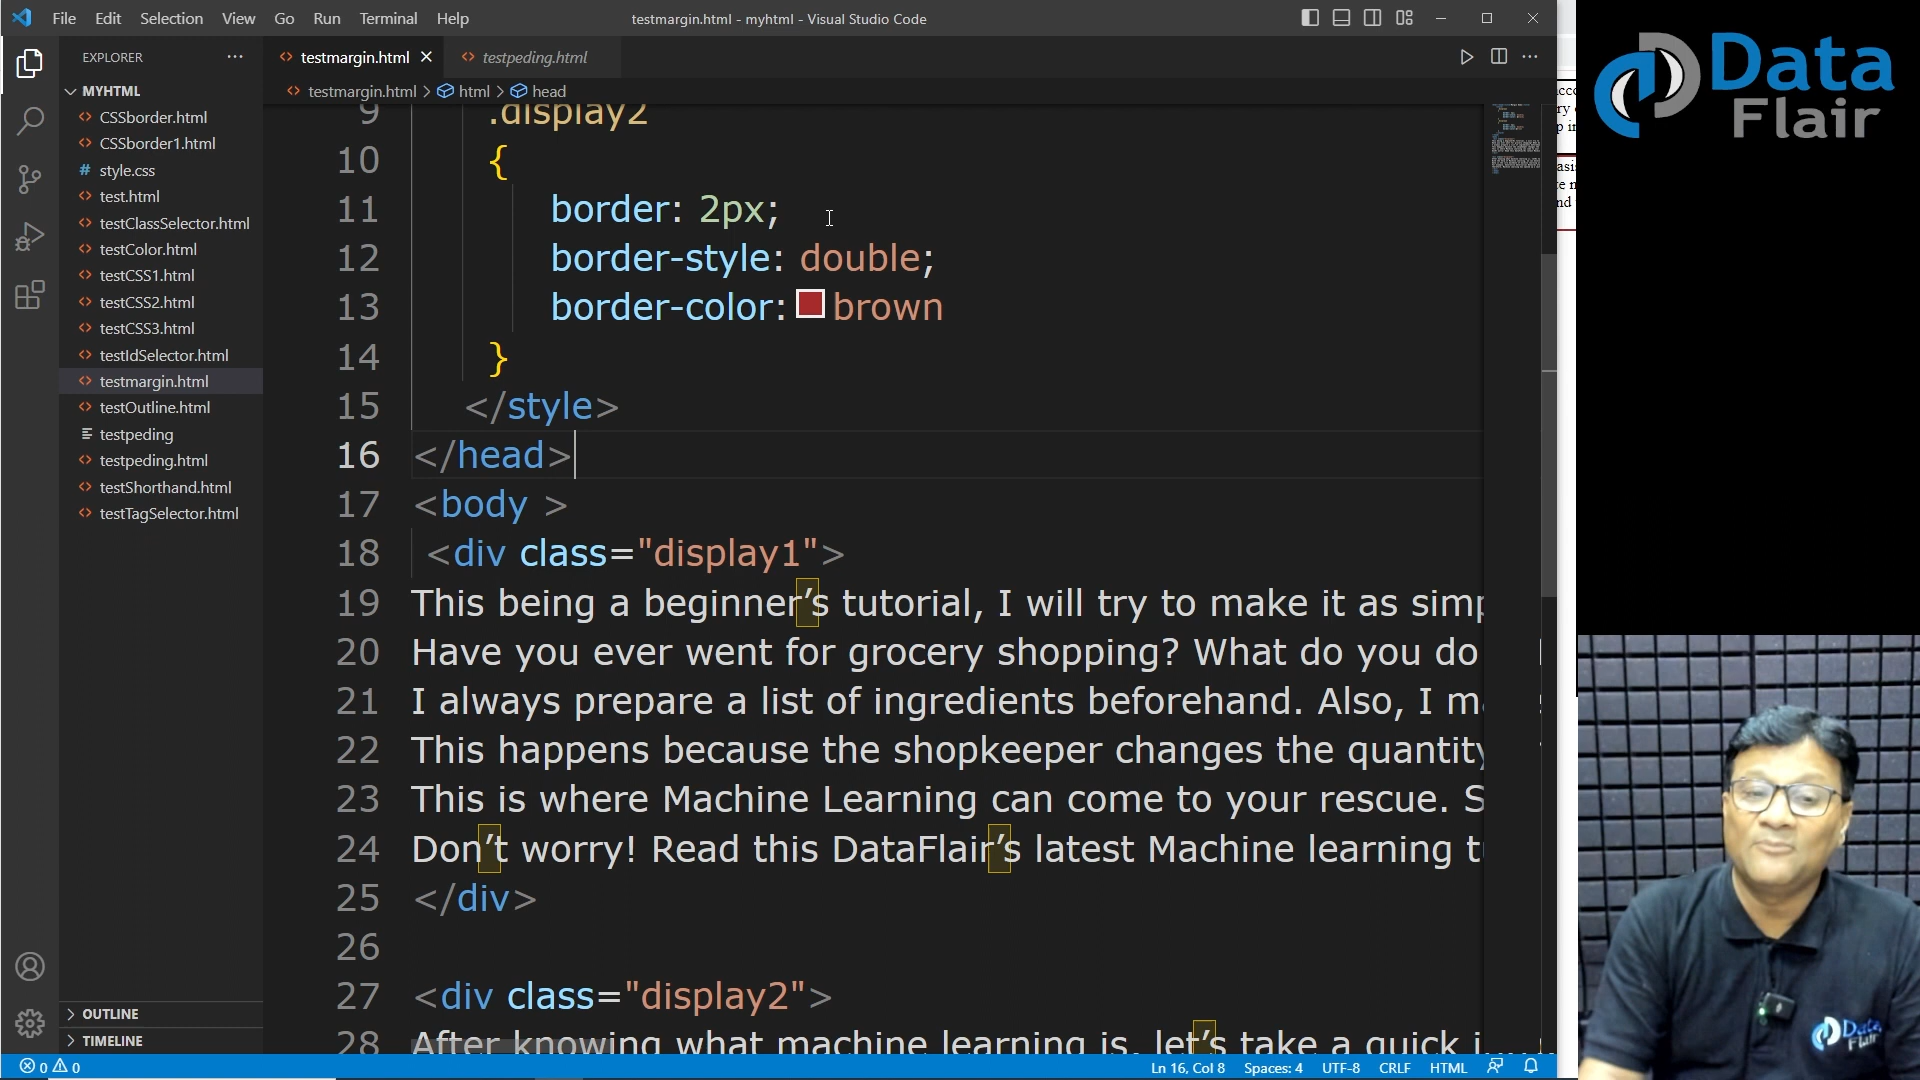 File Edit Selection View Go Run Terminal Help
testmargin.html - myhtml - Visual Studio Code
EXPLORER
MYHTML
CSSborder.html
CSSborder1.html
style.css
test.html
testClassSelector.html
testColor.html
testCSS1.html
testCSS2.html
testCSS3.html
testIdSelector.html
testmargin.html
testOutline.html
testpeding
testpeding.html
testShorthand.html
testTagSelector.html
OUTLINE
TIMELINE
testmargin.html testpeding.html
testmargin.html > html > head
9 .display2
10 {
11 border: 2px;
12 border-style: double;
13 border-color: brown
14 }
15 </style>
16 </head>
17 <body >
18 <div class="display1">
19 This being a beginner’s tutorial, I will try to make it as simp
20 Have you ever went for grocery shopping? What do you do
21 I always prepare a list of ingredients beforehand. Also, I m
22 This happens because the shopkeeper changes the quantity
23 This is where Machine Learning can come to your rescue. S
24 Don’t worry! Read this DataFlair’s latest Machine learning t
25 </div>
26
27 <div class="display2">
28 After knowing what machine learning is, let’s take a quick i
0 0
Ln 16, Col 8 Spaces: 4 UTF-8 CRLF HTML
Data
Flair
Data
Flair